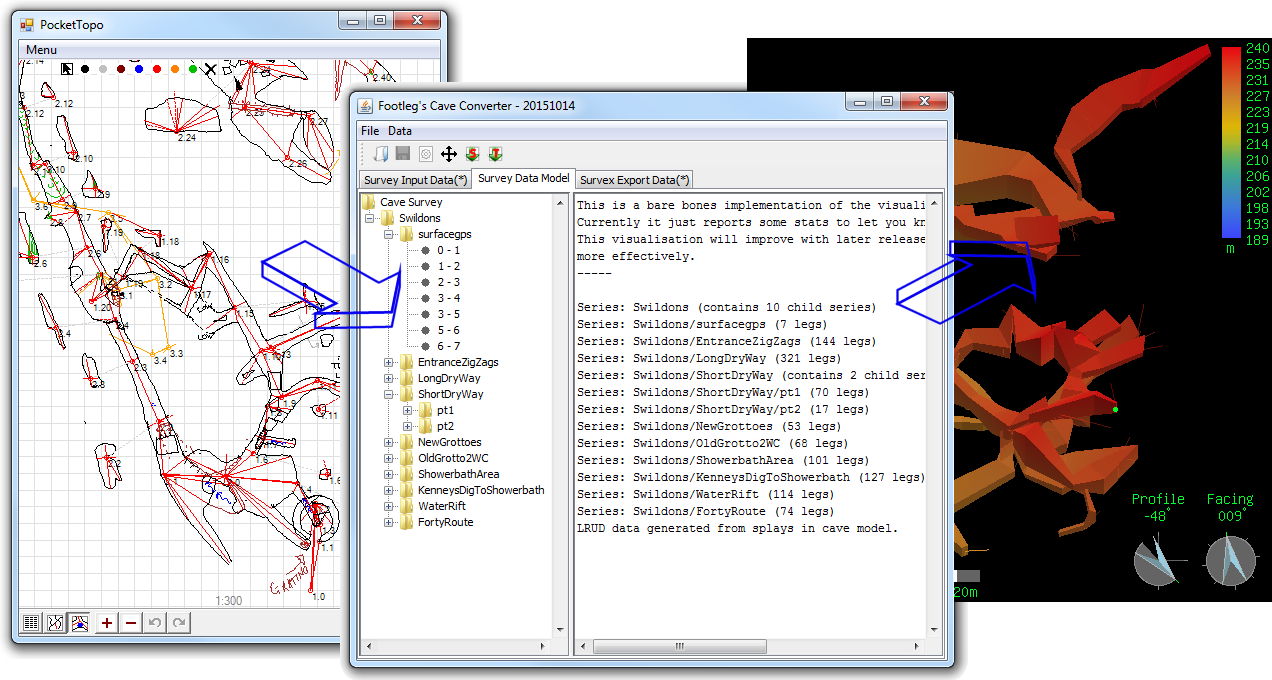 PocketTopo
Menu
2.14
2.40
3
2.12
2.12
2.23
2.27
2.24
2.26
2.10
2.9
3.6
2.8
2.7
1.18
2.6
1.16
3.2
1.17
3.1
1.20
1.15
3.4
2.3
3.4
3.3
1.9
1.11
2.2
1.4
1.3
1.1
GRATING
1.0
1:300
Footleg's Cave Converter - 20151014
File Data
Survey Input Data(*)
Survey Data Model
Survex Export Data(*)
Cave Survey
Swildons
surfacegps
0 - 1
1 - 2
2 - 3
3 - 4
3 - 5
5 - 6
6 - 7
EntranceZigZags
LongDryWay
ShortDryWay
pt1
pt2
NewGrottoes
OldGrotto2WC
ShowerbathArea
KenneysDigToShowerbath
WaterRift
FortyRoute
This is a bare bones implementation of the visuali
Currently it just reports some stats to let you kn
This visualisation will improve with later release
more effectively.
-----
Series: Swildons (contains 10 child series)
Series: Swildons/surfacegps (7 legs)
Series: Swildons/EntranceZigZags (144 legs)
Series: Swildons/LongDryWay (321 legs)
Series: Swildons/ShortDryWay (contains 2 child ser
Series: Swildons/ShortDryWay/pt1 (70 legs)
Series: Swildons/ShortDryWay/pt2 (17 legs)
Series: Swildons/NewGrottoes (53 legs)
Series: Swildons/OldGrotto2WC (68 legs)
Series: Swildons/ShowerbathArea (101 legs)
Series: Swildons/KenneysDigToShowerbath (127 legs)
Series: Swildons/WaterRift (114 legs)
Series: Swildons/FortyRoute (74 legs)
LRUD data generated from splays in cave model.
240
235
231
227
223
219
214
210
206
202
198
193
189
m
Profile
-48°
Facing
009°
20m